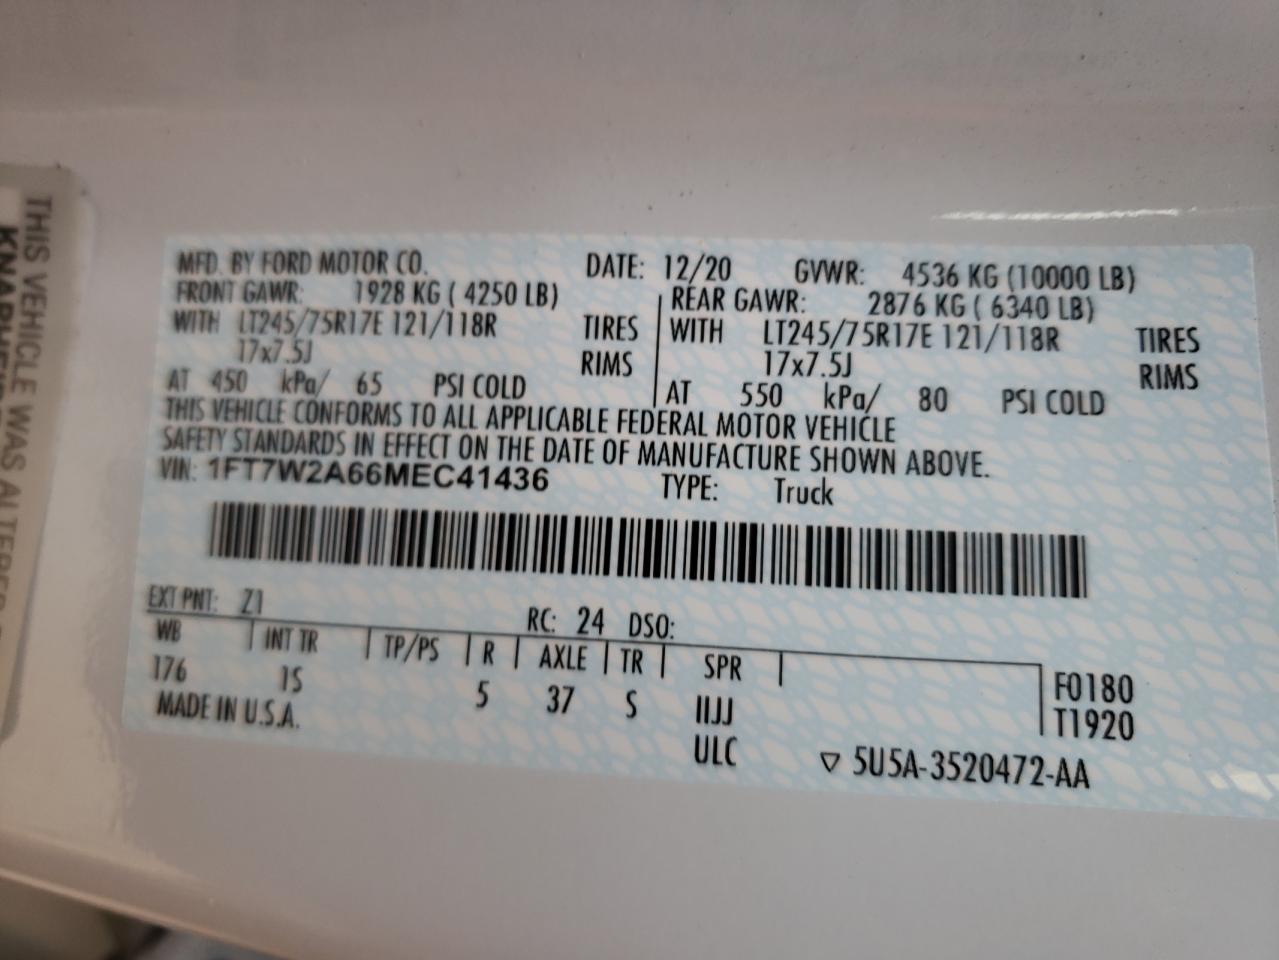 MFD. BY FORD MOTOR CO. DATE: 12/20 GVWR: 4536 KG (10000 LB)
FRONT GAWR: 1928 KG ( 4250 LB) REAR GAWR: 2876 KG ( 6340 LB)
WITH LT245/75R17E 121/118R TIRES WITH LT245/75R17E 121/118R TIRES
17x7.5J RIMS 17x7.5J RIMS
AT 450 kPa/ 65 PSI COLD AT 550 kPa/ 80 PSI COLD
THIS VEHICLE CONFORMS TO ALL APPLICABLE FEDERAL MOTOR VEHICLE
SAFETY STANDARDS IN EFFECT ON THE DATE OF MANUFACTURE SHOWN ABOVE.
VIN: 1FT7W2A66MEC41436 TYPE: Truck
EXT PNT: Z1 RC: 24 DSO:
WB INT TR TP/PS R AXLE TR SPR
176 1S 5 37 S IIJJ
F0180
T1920
MADE IN U.S.A. ULC ▽ 5U5A-3520472-AA
THIS VEHICLE WAS ALTERED